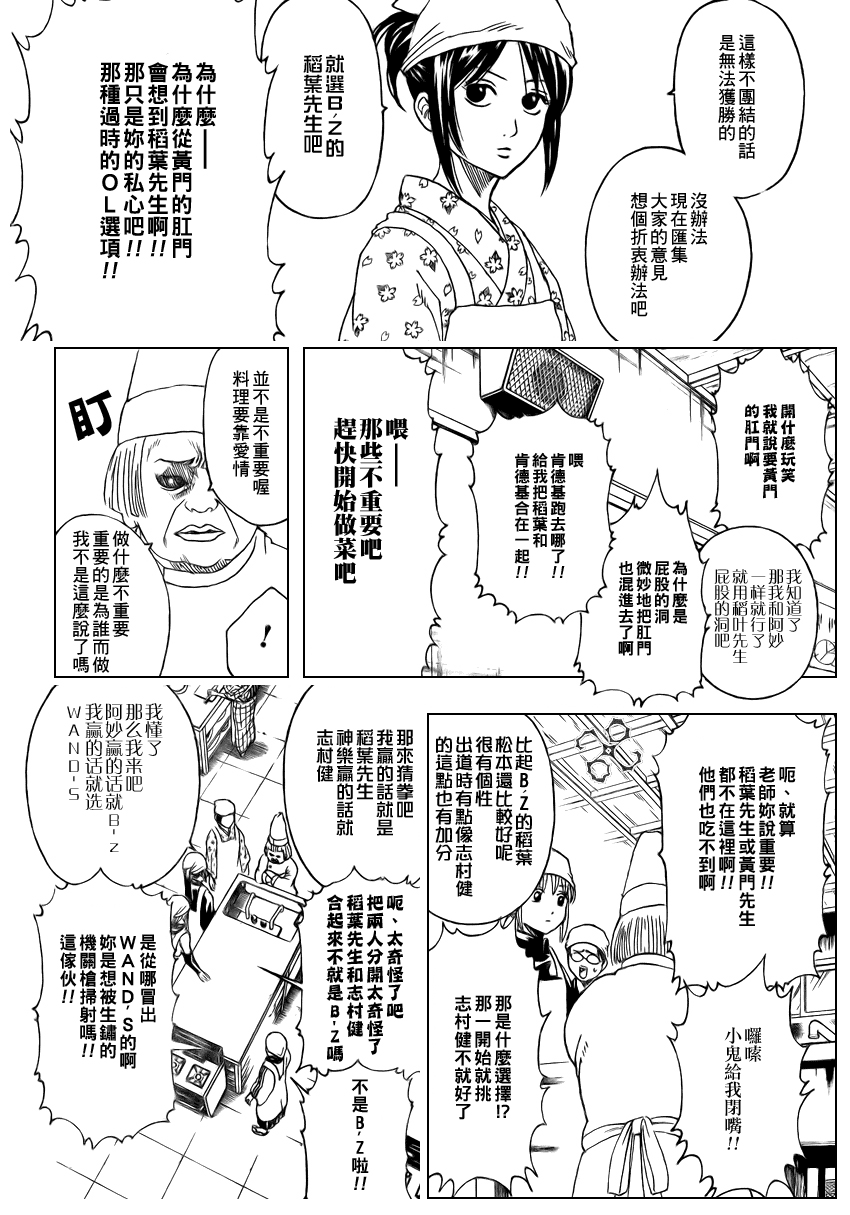 這樣不團結的話
是無法獲勝的
沒辦法
現在匯集
大家的意見
想個折衷辦法吧
就選B'Z的
稻葉先生吧
為什麼——
為什麼從黃門的肛門
會想到稻葉先生啊!!
那只是妳的私心吧!!
那種過時的OL選項!!
開什麼玩笑
我就說要黃門
的肛門啊
我知道了
那我和阿妙
一样就行了
就用稻叶先生
屁股的洞吧
為什麼是
屁股的洞
微妙地把肛門
也混進去了啊
喂
肯德基跑去哪了!!
給我把稻葉和
肯德基合在一起!!
喂——
那些不重要吧
趕快開始做菜吧
並不是不重要喔
料理要靠愛情
盯
做什麼不重要
重要的是為誰而做
我不是這麼說了嗎
!
呃、就算
老師妳說重要!!
稻葉先生或黃門先生
都不在這裡啊!!
他們也吃不到啊
囉嗦
小鬼給我閉嘴!!
比起B'Z的稻葉
松本還比較好呢
很有個性
出道時有點像志村健
的這點也有加分
那是什麼選擇!?
那一開始就挑
志村健不就好了
那來猜拳吧
我贏的話就是
稻葉先生
神樂贏的話就
志村健
呃、太奇怪了吧
把兩人分開太奇怪了
稻葉先生和志村健
合起來不就是B'Z嗎
不是B'Z啦!!
我懂了
那么我来吧
阿妙赢的话就B'Z
我赢的话就选
WAND'S
是從哪冒出
WAND'S的啊
妳是想被生鏽的
機關槍掃射嗎!!
這傢伙!!